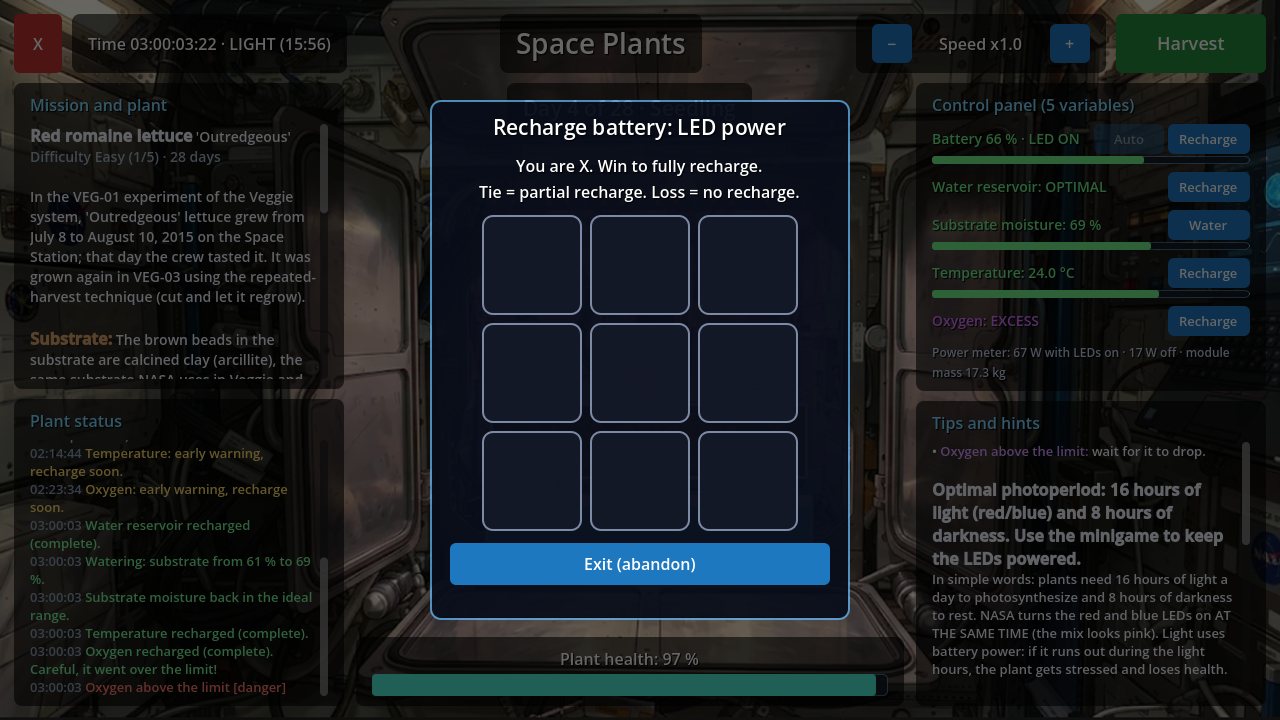 X
Time 03:00:03:22 · LIGHT (15:56)
Space Plants
−
Speed x1.0
+
Harvest
Mission and plant
Red romaine lettuce 'Outredgeous'
Difficulty Easy (1/5) · 28 days
In the VEG-01 experiment of the Veggie
system, 'Outredgeous' lettuce grew from
July 8 to August 10, 2015 on the Space
Station; that day the crew tasted it. It was
grown again in VEG-03 using the repeated-
harvest technique (cut and let it regrow).
Substrate: The brown beads in the
substrate are calcined clay (arcillite), the
same substrate NASA uses in Veggie and
Plant status
02:14:44 Temperature: early warning,
recharge soon.
02:23:34 Oxygen: early warning, recharge
soon.
03:00:03 Water reservoir recharged
(complete).
03:00:03 Watering: substrate from 61 % to 69
%.
03:00:03 Substrate moisture back in the ideal
range.
03:00:03 Temperature recharged (complete).
03:00:03 Oxygen recharged (complete).
Careful, it went over the limit!
03:00:03 Oxygen above the limit [danger]
Day 4 of 28 · Seedling
Recharge battery: LED power
You are X. Win to fully recharge.
Tie = partial recharge. Loss = no recharge.
Exit (abandon)
Plant health: 97 %
Control panel (5 variables)
Battery 66 % · LED ON
Auto
Recharge
Water reservoir: OPTIMAL
Recharge
Substrate moisture: 69 %
Water
Temperature: 24.0 °C
Recharge
Oxygen: EXCESS
Recharge
Power meter: 67 W with LEDs on · 17 W off · module
mass 17.3 kg
Tips and hints
• Oxygen above the limit: wait for it to drop.
Optimal photoperiod: 16 hours of
light (red/blue) and 8 hours of
darkness. Use the minigame to keep
the LEDs powered.
In simple words: plants need 16 hours of light a
day to photosynthesize and 8 hours of darkness
to rest. NASA turns the red and blue LEDs on AT
THE SAME TIME (the mix looks pink). Light uses
battery power: if it runs out during the light
hours, the plant gets stressed and loses health.